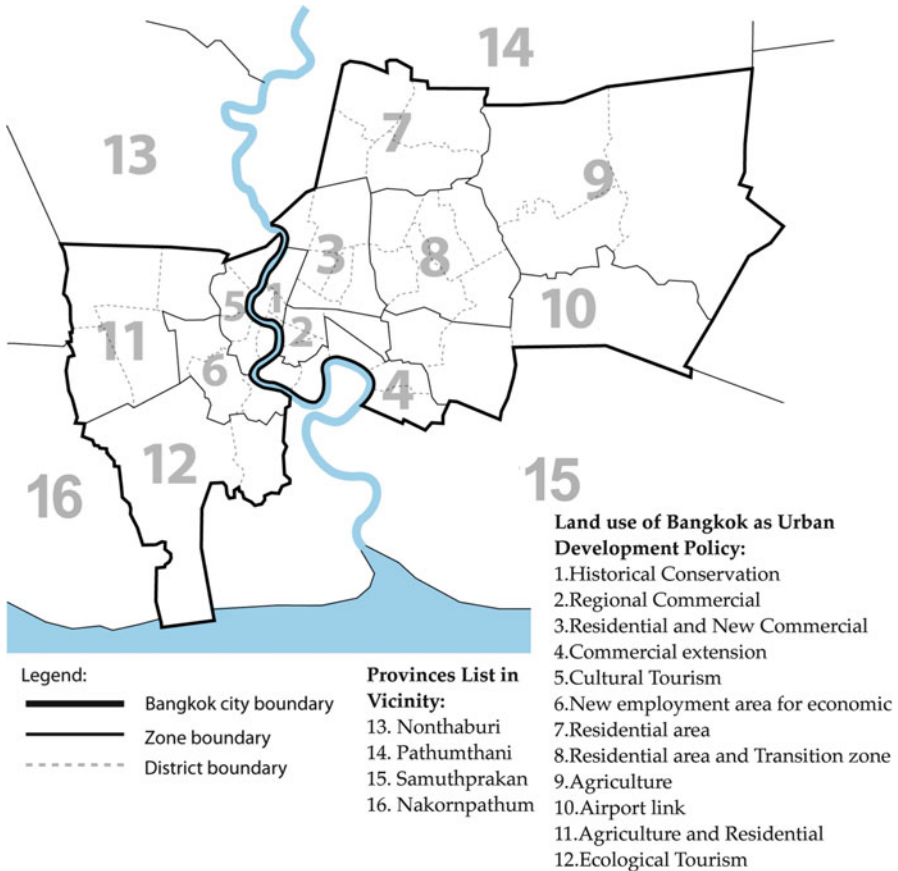 14
7
13
9
3
8
5
1
10
11
2
6
4
12
16
15
Land use of Bangkok as Urban
Development Policy:
1.Historical Conservation
2.Regional Commercial
3.Residential and New Commercial
4.Commercial extension
5.Cultural Tourism
6.New employment area for economic
7.Residential area
8.Residential area and Transition zone
9.Agriculture
10.Airport link
11.Agriculture and Residential
12.Ecological Tourism
Legend:
Bangkok city boundary
Zone boundary
District boundary
Provinces List in
Vicinity:
13. Nonthaburi
14. Pathumthani
15. Samuthprakan
16. Nakornpathum